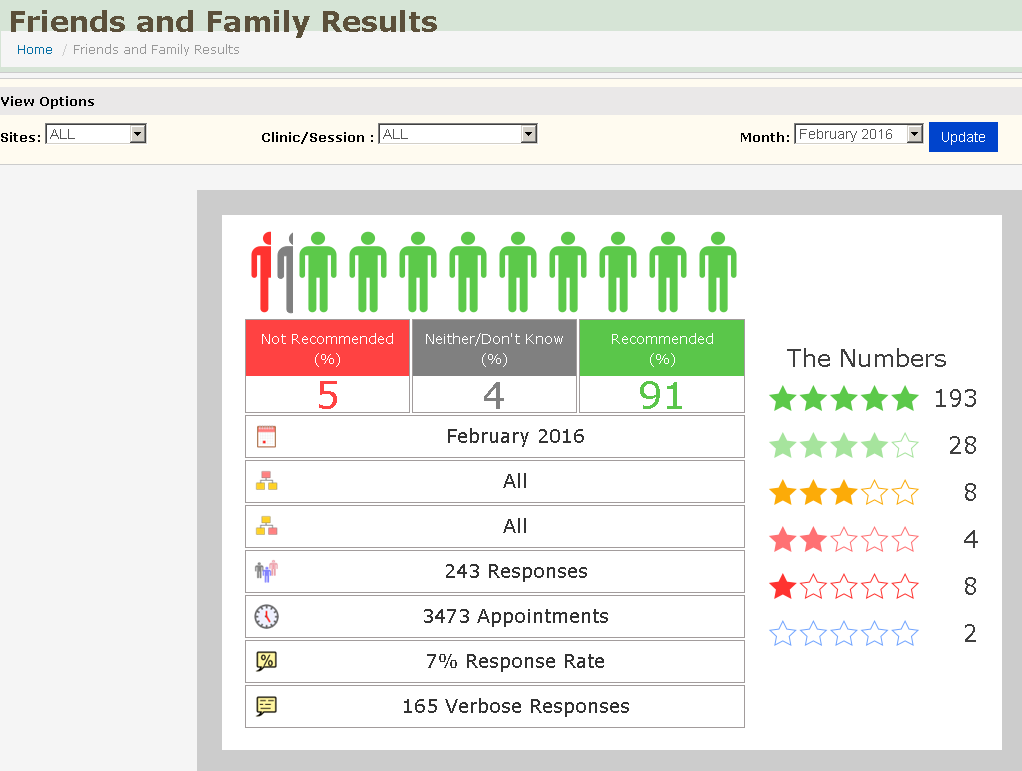 Friends and Family Results
Home / Friends and Family Results
View Options
Sites: ALL Clinic/Session : ALL Month: February 2016 Update
Not Recommended (%)
5
Neither/Don't Know (%)
4
Recommended (%)
91
February 2016
All
All
243 Responses
3473 Appointments
7% Response Rate
165 Verbose Responses
The Numbers
193
28
8
4
8
2